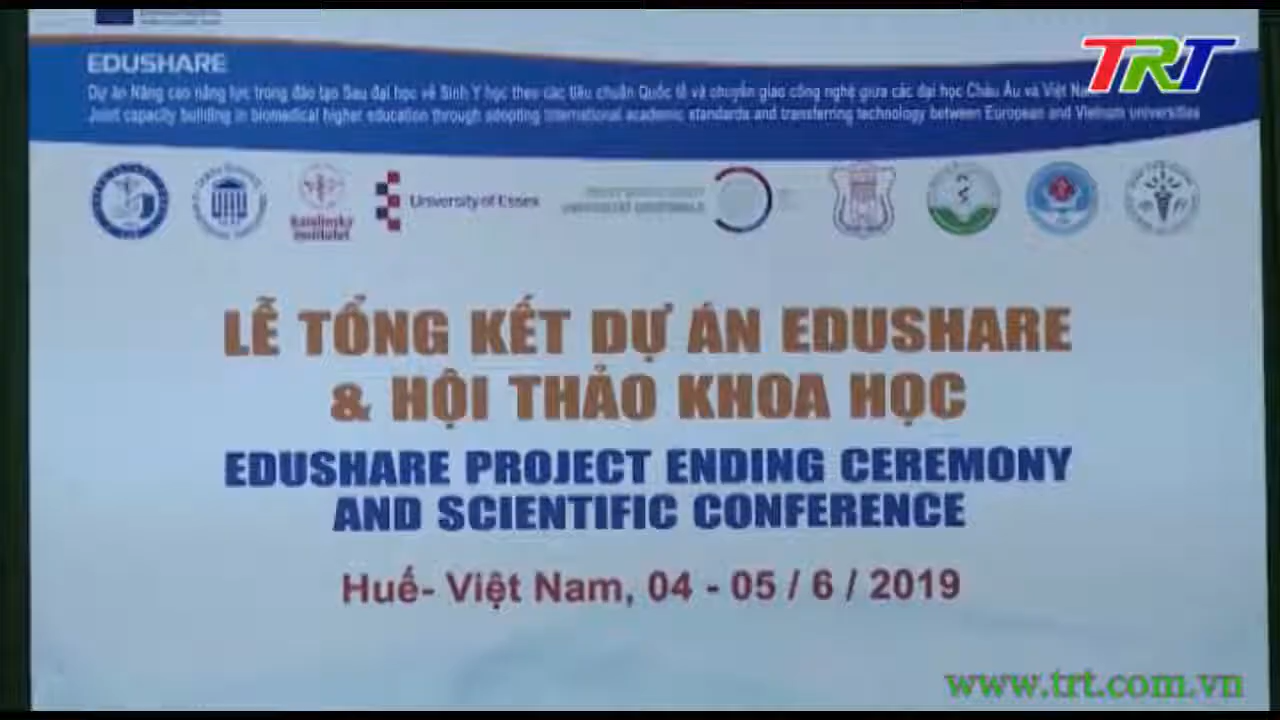 TRT
EDUSHARE
Dự án Nâng cao năng lực trong đào tạo Sau đại học về Sinh Y học theo các tiêu chuẩn Quốc tế và chuyển giao công nghệ giữa các đại học Châu Âu và Việt Nam
Joint capacity building in biomedical higher education through adopting international academic standards and transferring technology between European and Vietnam universities
Karolinska Institutet
University of Essex
LỄ TỔNG KẾT DỰ ÁN EDUSHARE
& HỘI THẢO KHOA HỌC
EDUSHARE PROJECT ENDING CEREMONY
AND SCIENTIFIC CONFERENCE
Huế- Việt Nam, 04 - 05 / 6 / 2019
www.trt.com.vn